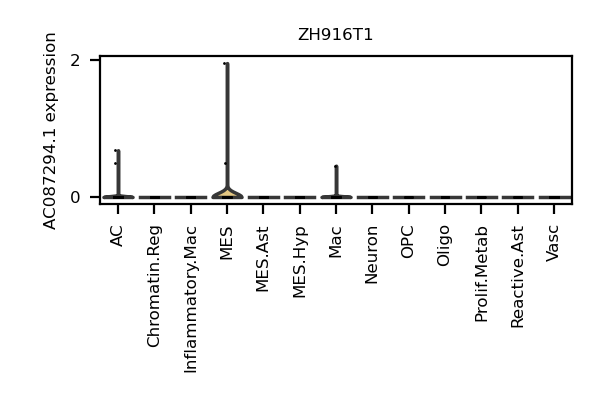 ZH916T1
AC087294.1 expression
2
0
AC
Chromatin.Reg
Inflammatory.Mac
MES
MES.Ast
MES.Hyp
Mac
Neuron
OPC
Oligo
Prolif.Metab
Reactive.Ast
Vasc